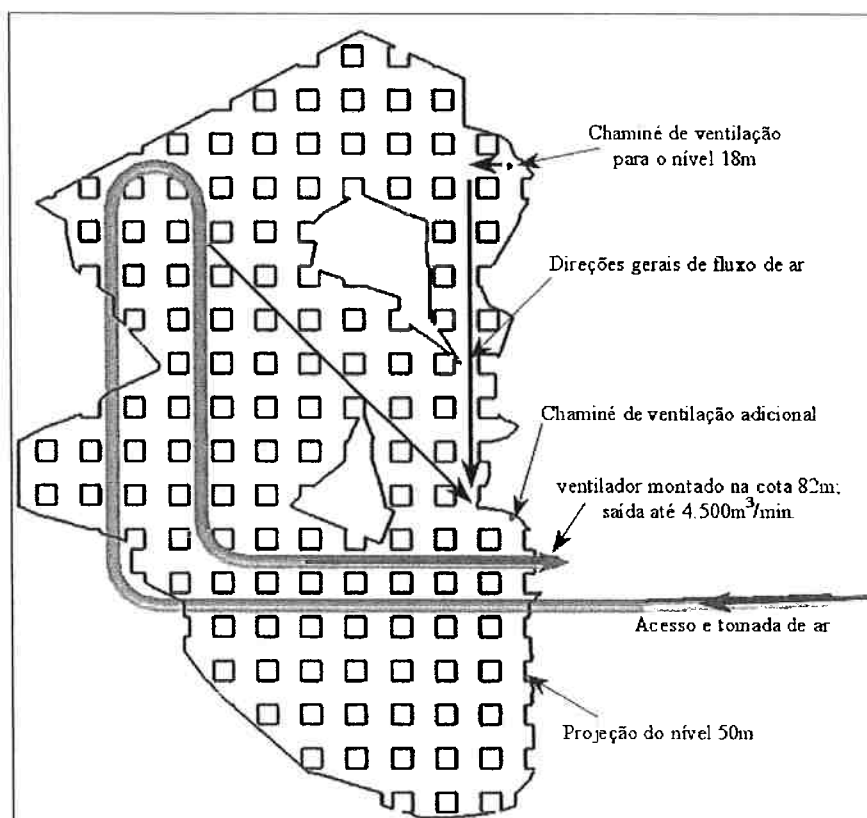 Chaminé de ventilação
para o nível 18m
Direções gerais de fluxo de ar
Chaminé de ventilação adicional
ventilador montado na cota 82m;
saída até 4.500m³/min.
Acesso e tomada de ar
Projeção do nível 50m